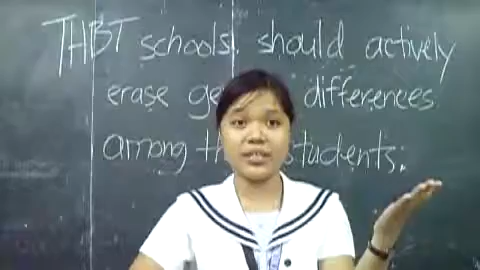 THBT schools should actively
erase ge differences
among th students.